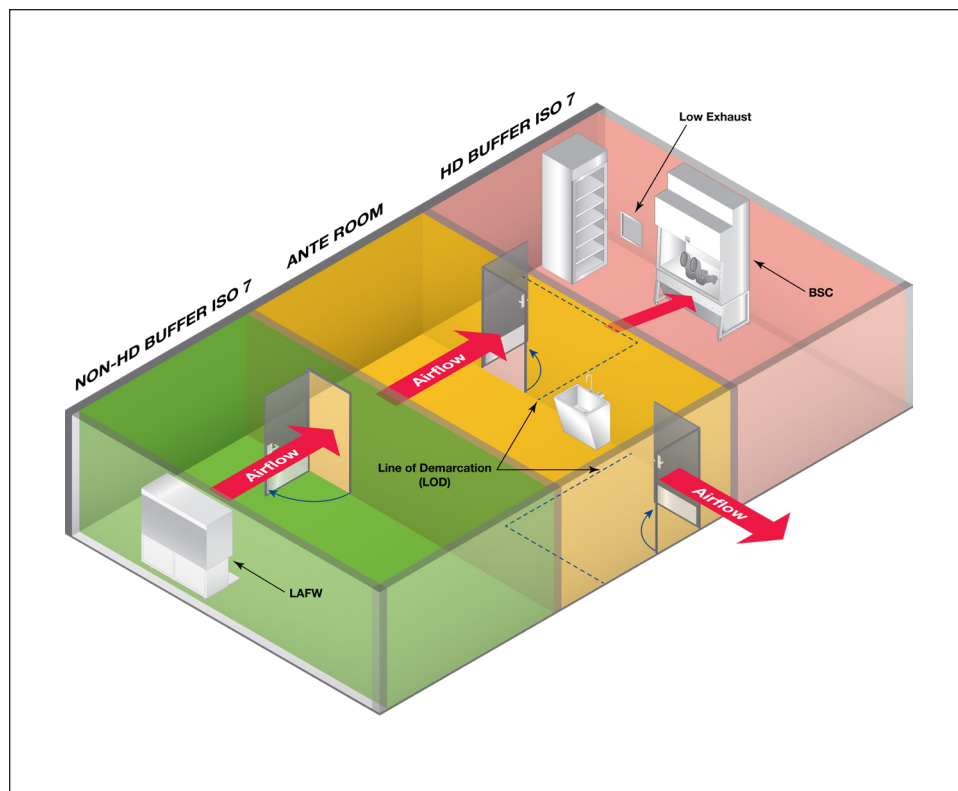 HD BUFFER ISO 7
ANTE ROOM
NON-HD BUFFER ISO 7
Low Exhaust
BSC
Airflow
Airflow
Line of Demarcation
(LOD)
Airflow
LAFW